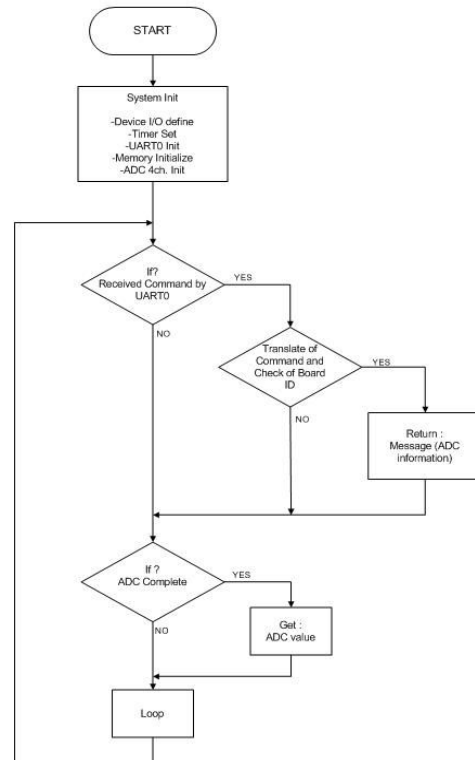 START
System Init
-Device I/O define
-Timer Set
-UART0 Init
-Memory Initialize
-ADC 4ch. Init
If?
Received Command by
UART0
YES
NO
Translate of
Command and
Check of Board
ID
YES
NO
Return :
Message (ADC
information)
If ?
ADC Complete
YES
NO
Get :
ADC value
Loop